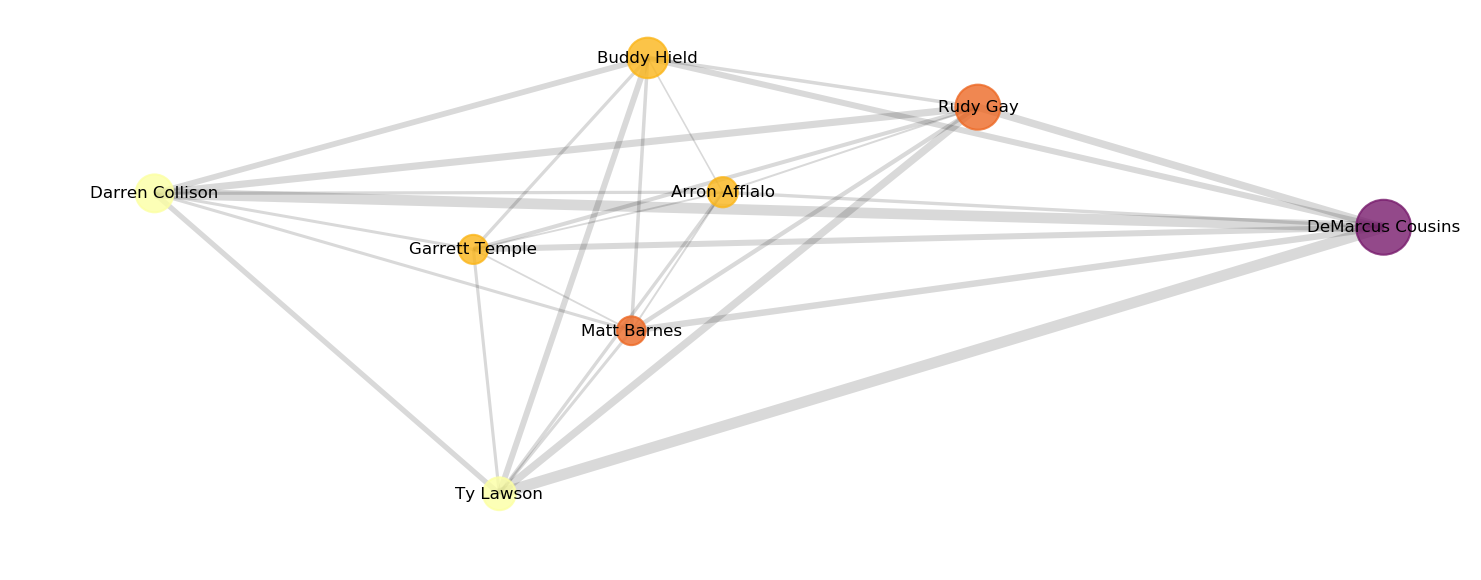 Buddy Hield
Rudy Gay
Darren Collison
Arron Afflalo
DeMarcus Cousins
Garrett Temple
Matt Barnes
Ty Lawson